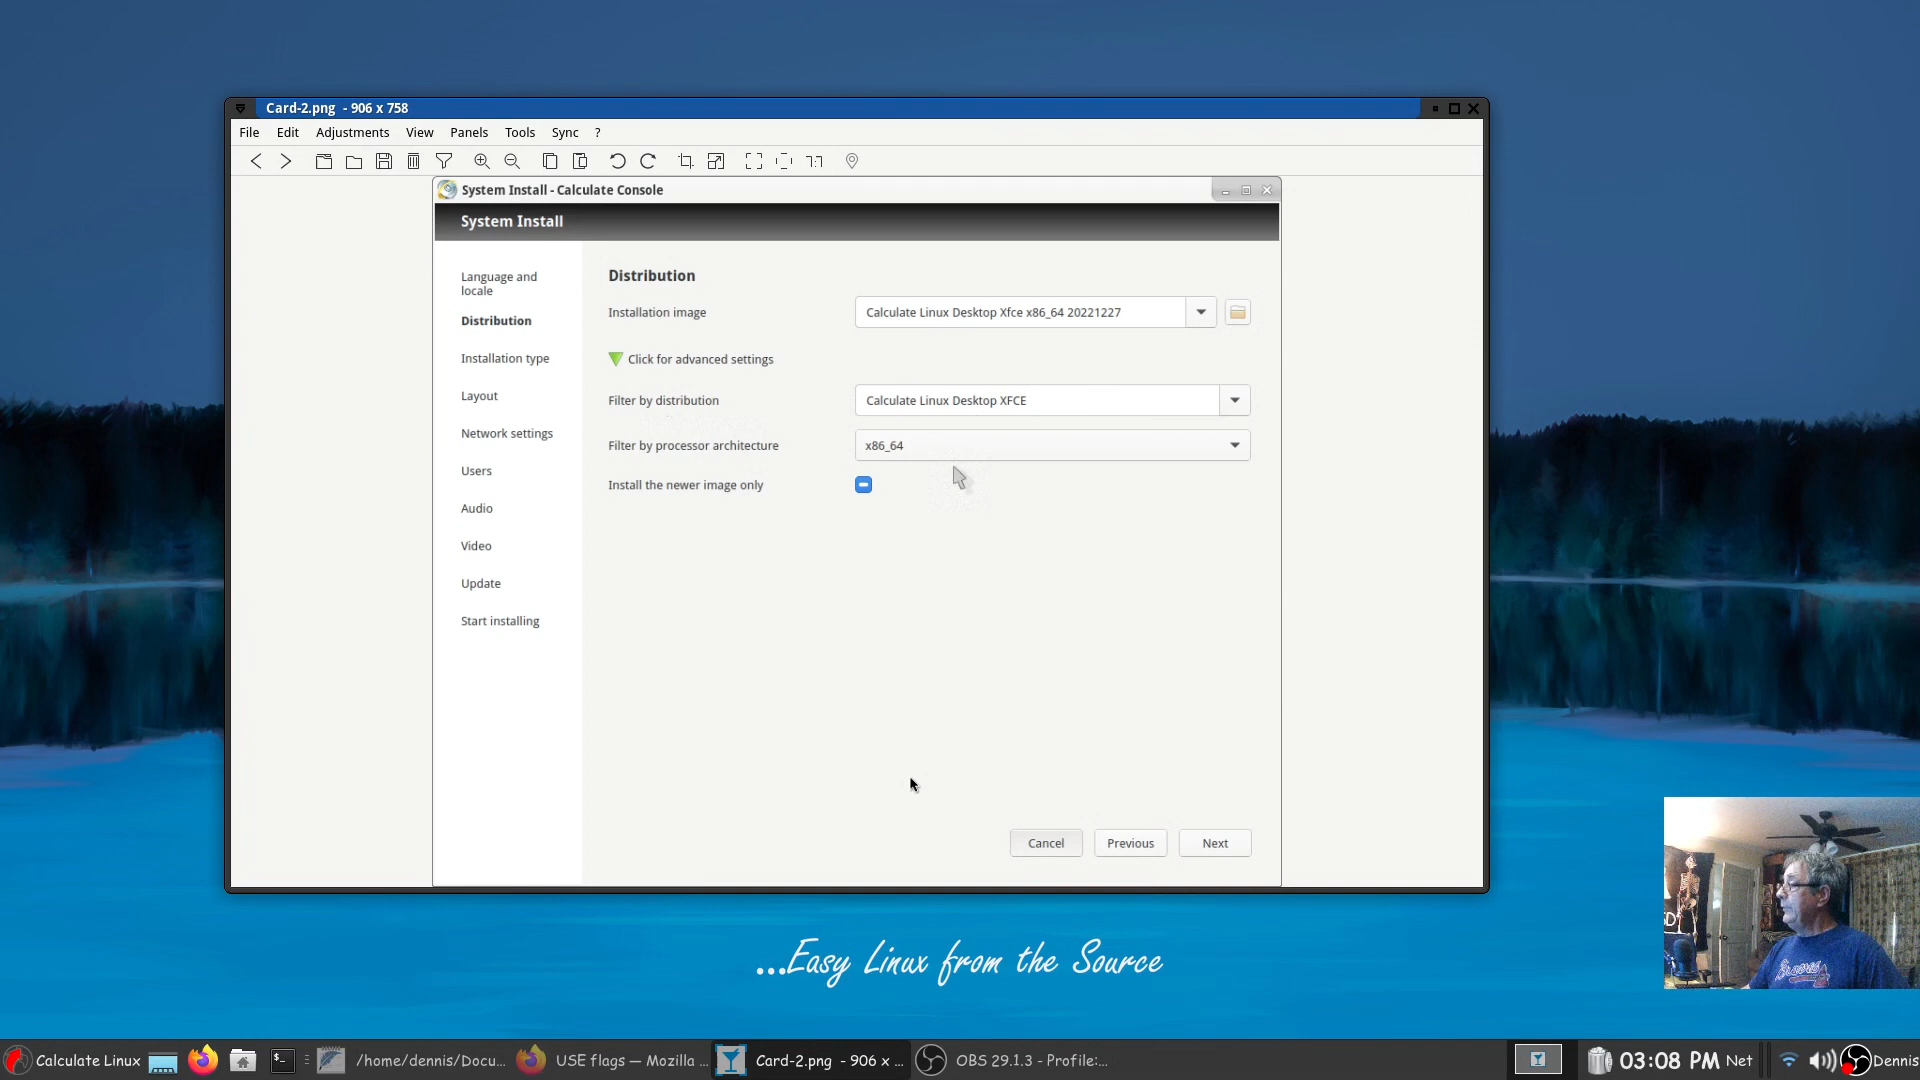 Card-2.png - 906 x 758
File Edit Adjustments View Panels Tools Sync ?
System Install - Calculate Console
System Install
Language and
locale
Distribution
Installation type
Layout
Network settings
Users
Audio
Video
Update
Start installing
Distribution
Installation image Calculate Linux Desktop Xfce x86_64 20221227
Click for advanced settings
Filter by distribution Calculate Linux Desktop XFCE
Filter by processor architecture x86_64
Install the newer image only
Cancel Previous Next
Braves
...Easy Linux from the Source
Calculate Linux /home/dennis/Docu... USE flags — Mozilla ... Card-2.png - 906 x ... OBS 29.1.3 - Profile:... 03:08 PM Net Dennis